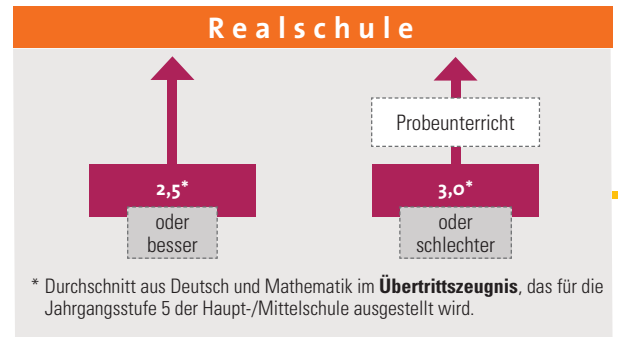 Realschule
Probeunterricht
2,5*
3,0*
oder
besser
oder
schlechter
* Durchschnitt aus Deutsch und Mathematik im Übertrittszeugnis, das für die
Jahrgangsstufe 5 der Haupt-/Mittelschule ausgestellt wird.